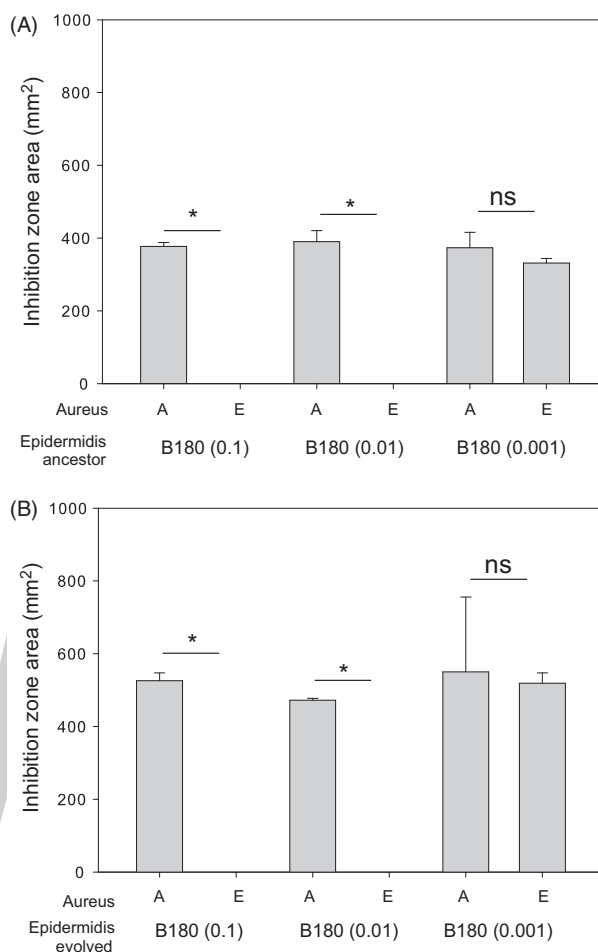 (A)
1000
800
600
400
200
0
Inhibition zone area (mm²)
*
*
ns
Aureus A E A E A E
Epidermidis
ancestor
B180 (0.1) B180 (0.01) B180 (0.001)
(B)
1000
800
600
400
200
0
Inhibition zone area (mm²)
*
*
ns
Aureus A E A E A E
Epidermidis
evolved
B180 (0.1) B180 (0.01) B180 (0.001)